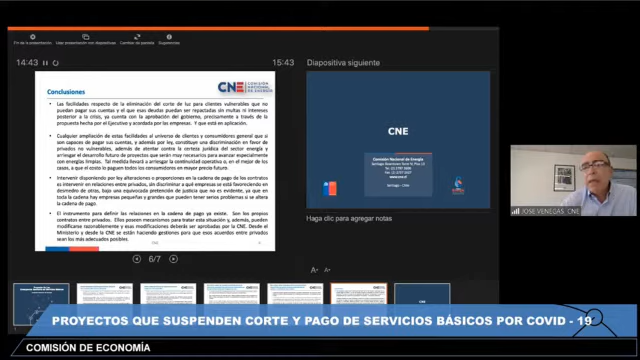 Fin de la presentación
Usar presentación con diapositivas
Cambiar de pantalla
Sugerencias
14:43
15:43
Diapositiva siguiente
Conclusiones
CNE
COMISIÓN
NACIONAL
DE ENERGÍA
• Las facilidades respecto de la eliminación del corte de luz para clientes vulnerables que no
puedan pagar sus cuentas y el que esas deudas puedan ser repactadas sin multas ni intereses
posterior a la crisis, ya cuenta con la aprobación del gobierno, precisamente a través de la
propuesta hecha por el Ejecutivo y acordada por las empresas. Y que está en aplicación.
• Cualquier ampliación de estas facilidades al universo de clientes y consumidores general que si
son capaces de pagar sus cuentas, y además por ley, constituye una discriminación en favor de
privados no vulnerables, además de atentar contra la certeza jurídica del sector energía y
arriesgar el desarrollo futuro de proyectos que serán muy necesarios para avanzar especialmente
con energías limpias. Tal medida llevará a arriesgar la continuidad operativa o, en el mejor de los
casos, a que el costo lo paguen todos los consumidores en un mayor precio futuro.
• Intervenir disponiendo por ley alteraciones o proporciones en la cadena de pago de los contratos
es intervenir en relaciones entre privados, sin discriminar a qué empresas se está favoreciendo en
desmedro de otras, bajo una equivocada pretensión de justicia que no es evidente, ya que en
toda la cadena hay empresas pequeñas y grandes que pueden tener serios problemas si se altera
la cadena de pago.
• El instrumento para definir las relaciones en la cadena de pago ya existe. Son los propios
contratos entre privados. Ellos poseen mecanismos para tratar esta situación y, además, pueden
modificarse razonablemente y esas modificaciones deberán ser aprobadas por la CNE. Desde el
Ministerio y desde la CNE se están haciendo gestiones para que esos acuerdos entre privados
sean los más adecuados posibles.
CNE
CNE
Comisión Nacional de Energía
www.cne.cl
Santiago - Chile
Haga clic para agregar notas
6/7
JOSE VENEGAS, CNE
CNE
PROYECTOS QUE SUSPENDEN CORTE Y PAGO DE SERVICIOS BÁSICOS POR COVID - 19
COMISIÓN DE ECONOMÍA